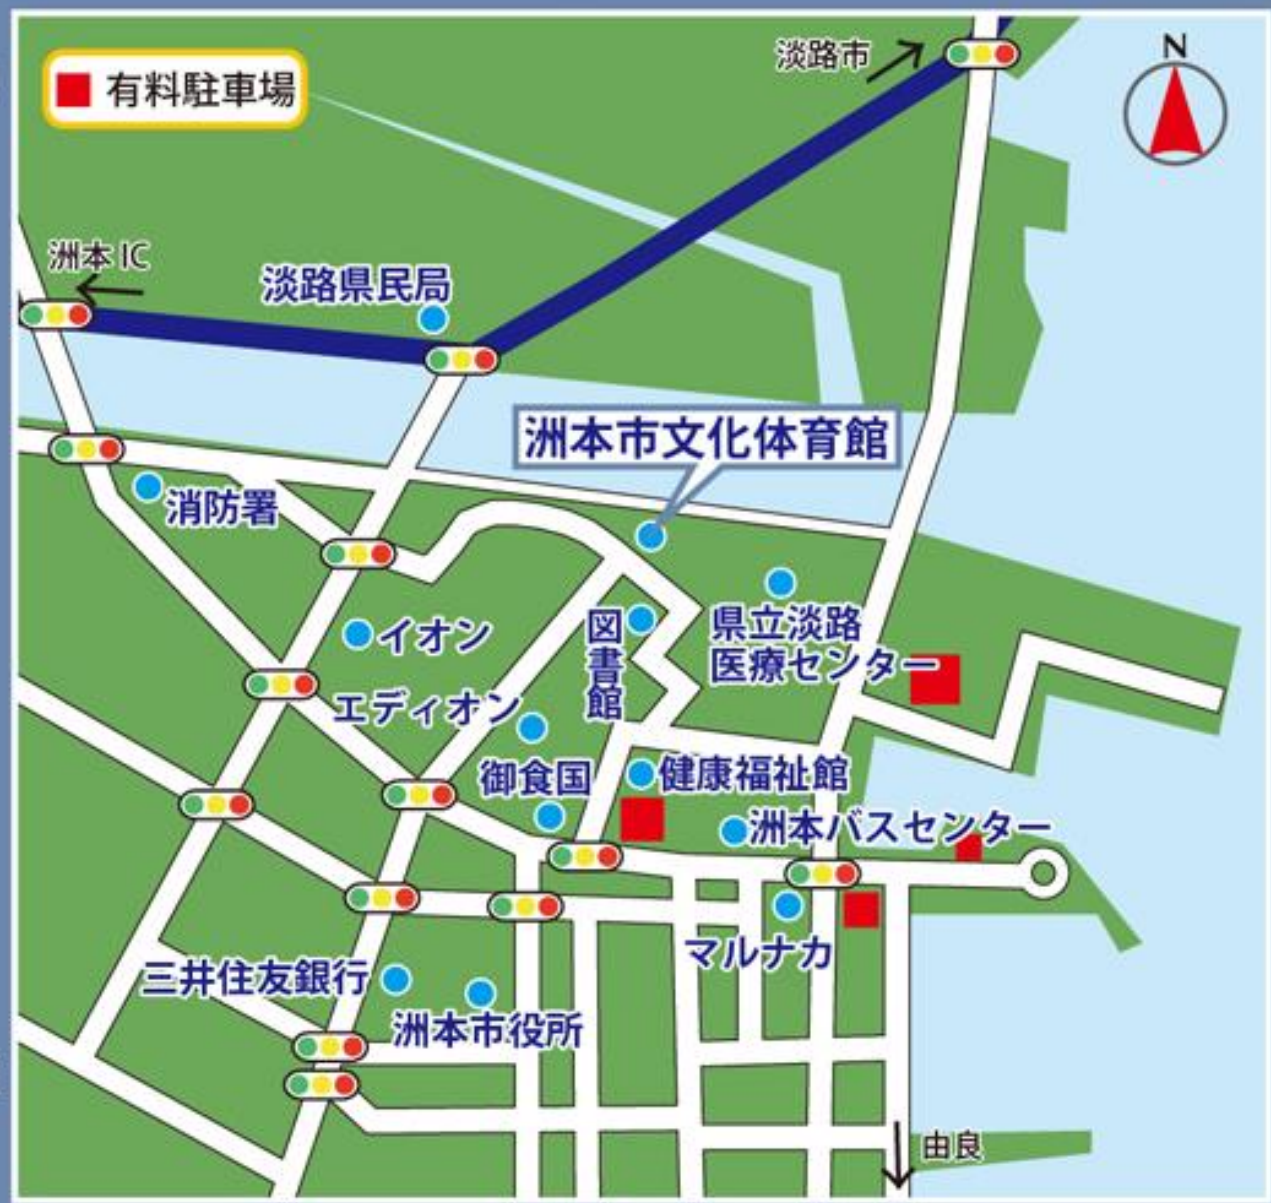 淡路市
N
有料駐車場
洲本IC
淡路県民局
洲本市文化体育館
消防署
イオン
図書館
県立淡路
医療センター
エディオン
御食国
健康福祉館
洲本バスセンター
マルナカ
三井住友銀行
洲本市役所
由良